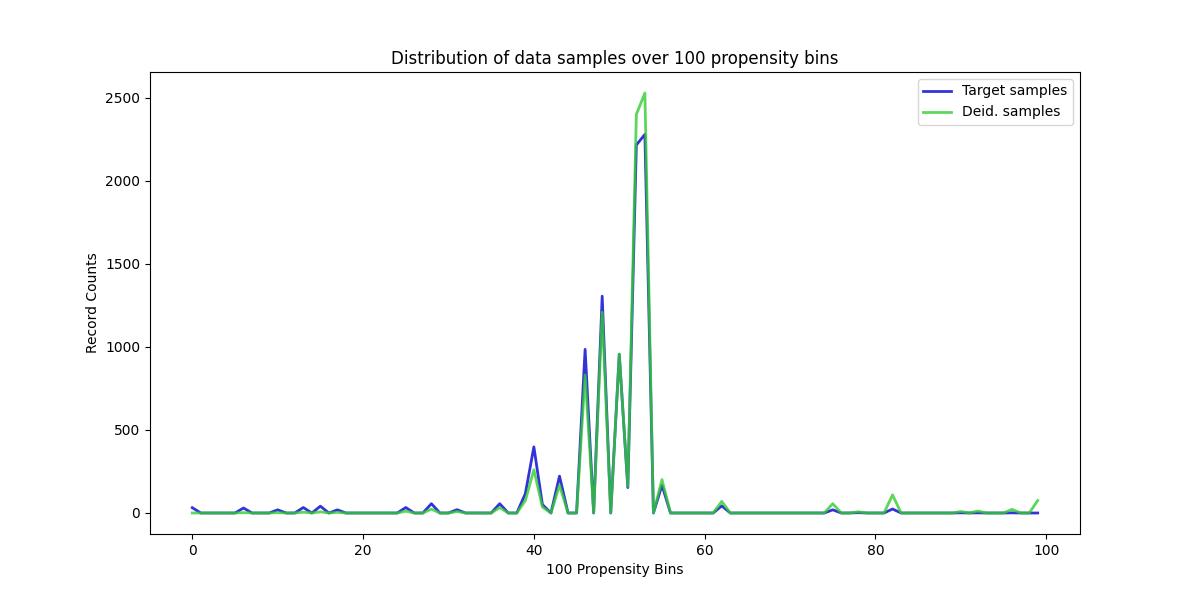 Distribution of data samples over 100 propensity bins
Target samples
Deid. samples
2500
2000
1500
1000
500
0
Record Counts
0 20 40 60 80 100
100 Propensity Bins